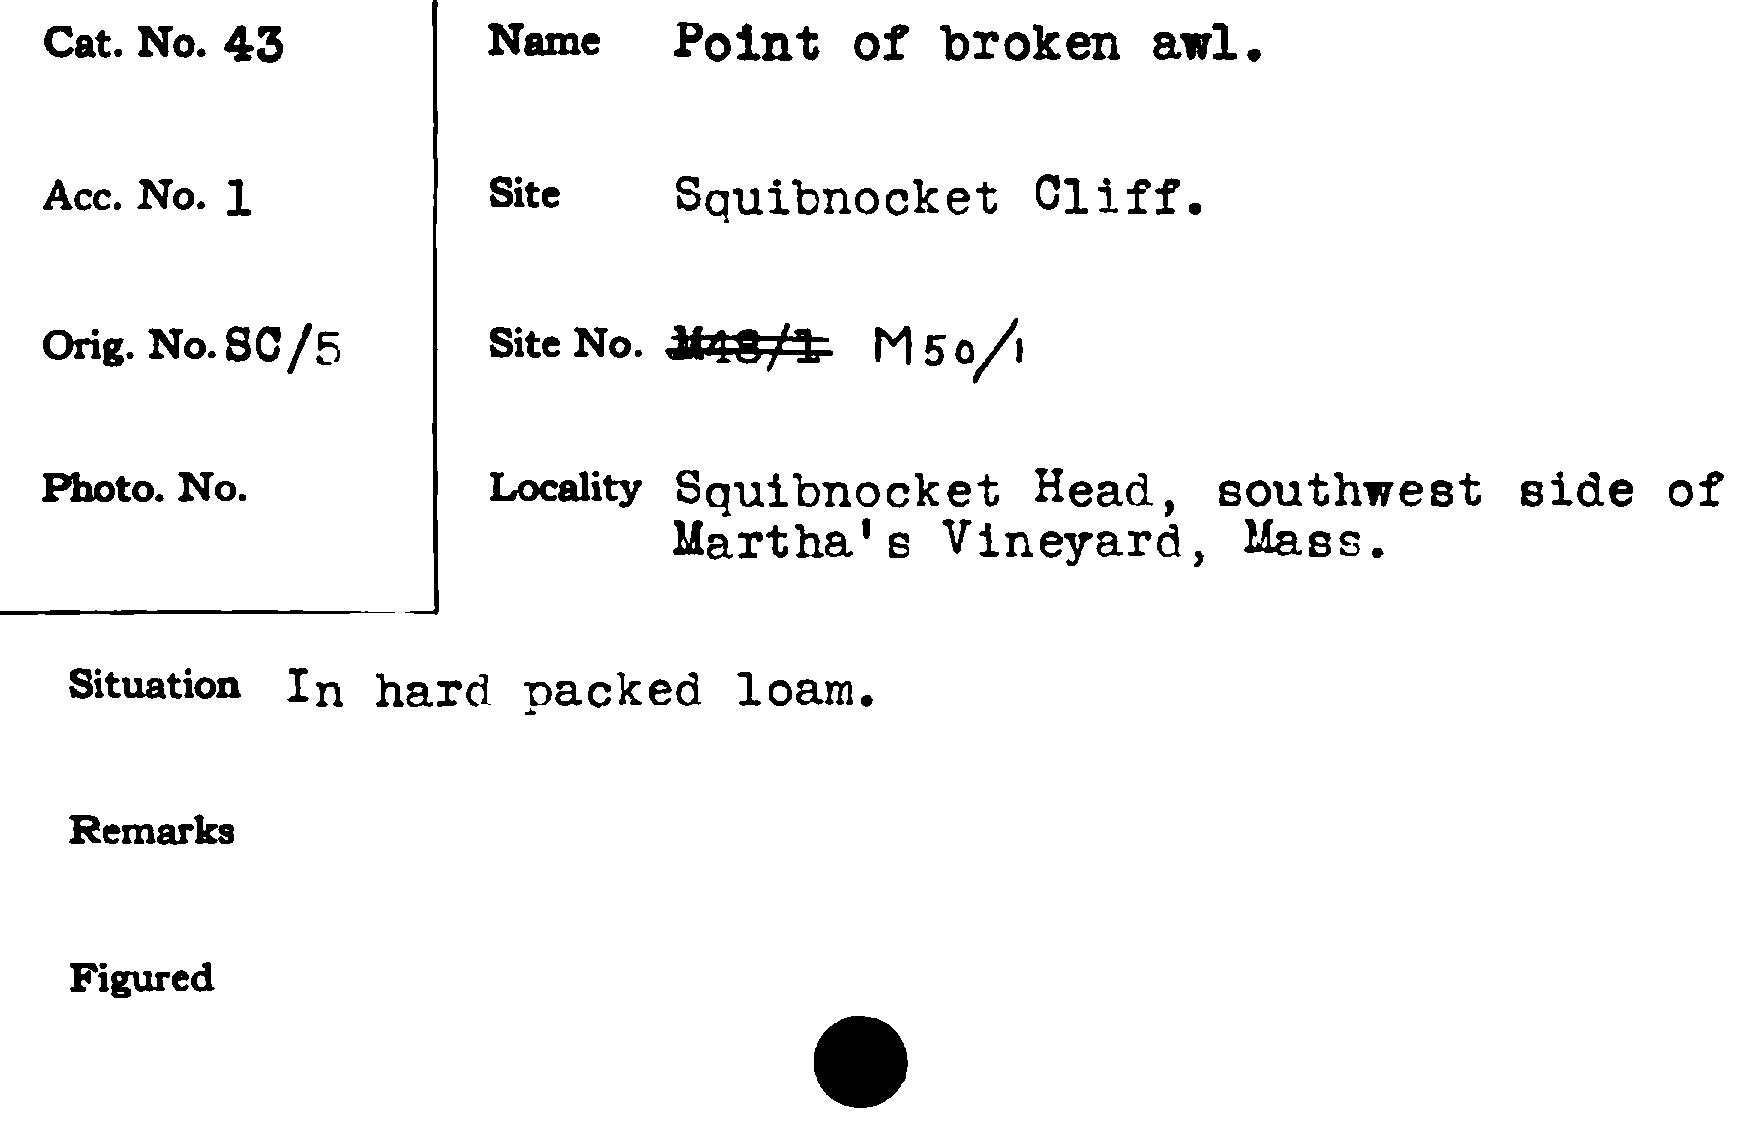 Cat. No. 43
Name Point of broken awl.
Acc. No. 1
Site Squibnocket Cliff.
Orig. No. SC/5
Site No. M48/1 M50/1
Photo. No.
Locality Squibnocket Head, southwest side of
Martha's Vineyard, Mass.
Situation In hard packed loam.
Remarks
Figured